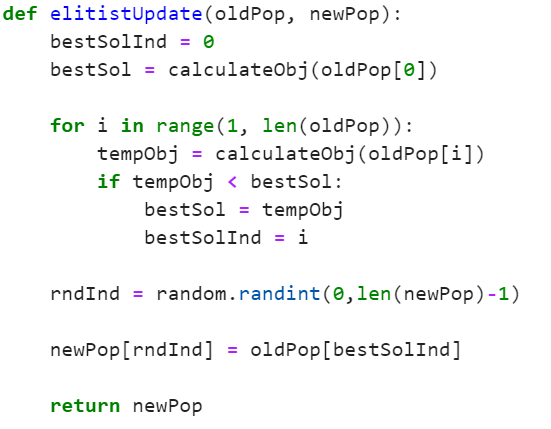 def elitistUpdate(oldPop, newPop):
    bestSolInd = 0
    bestSol = calculateObj(oldPop[0])

    for i in range(1, len(oldPop)):
        tempObj = calculateObj(oldPop[i])
        if tempObj < bestSol:
            bestSol = tempObj
            bestSolInd = i

    rndInd = random.randint(0,len(newPop)-1)

    newPop[rndInd] = oldPop[bestSolInd]

    return newPop